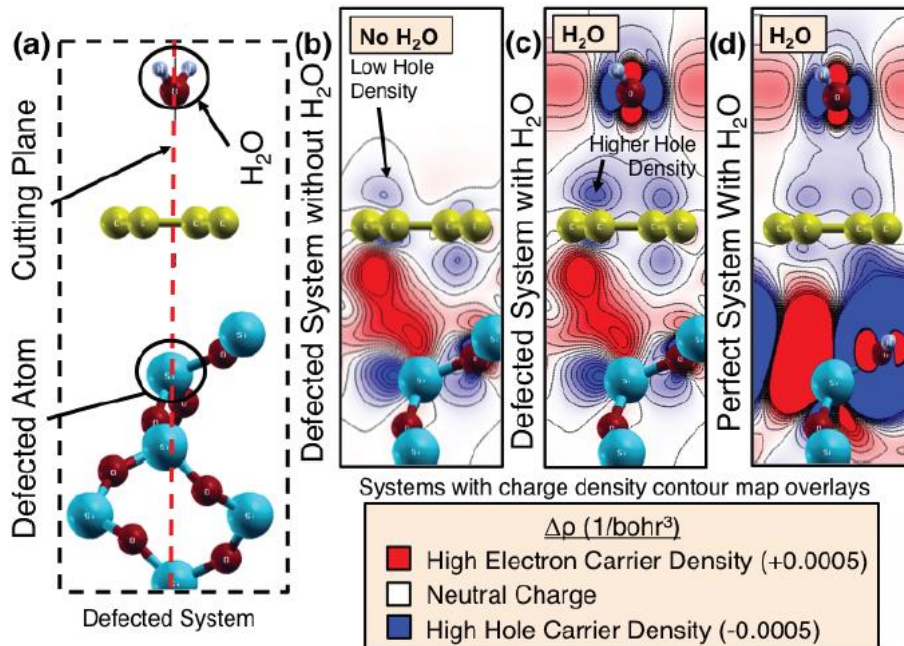 (a)
H₂O
Cutting Plane
Defected Atom
Defected System
Defected System without H₂O
(b)
No H₂O
Low Hole
Density
Defected System with H₂O
(c)
H₂O
Higher Hole
Density
Perfect System With H₂O
(d)
H₂O
Systems with charge density contour map overlays
Δρ (1/bohr³)
High Electron Carrier Density (+0.0005)
Neutral Charge
High Hole Carrier Density (-0.0005)